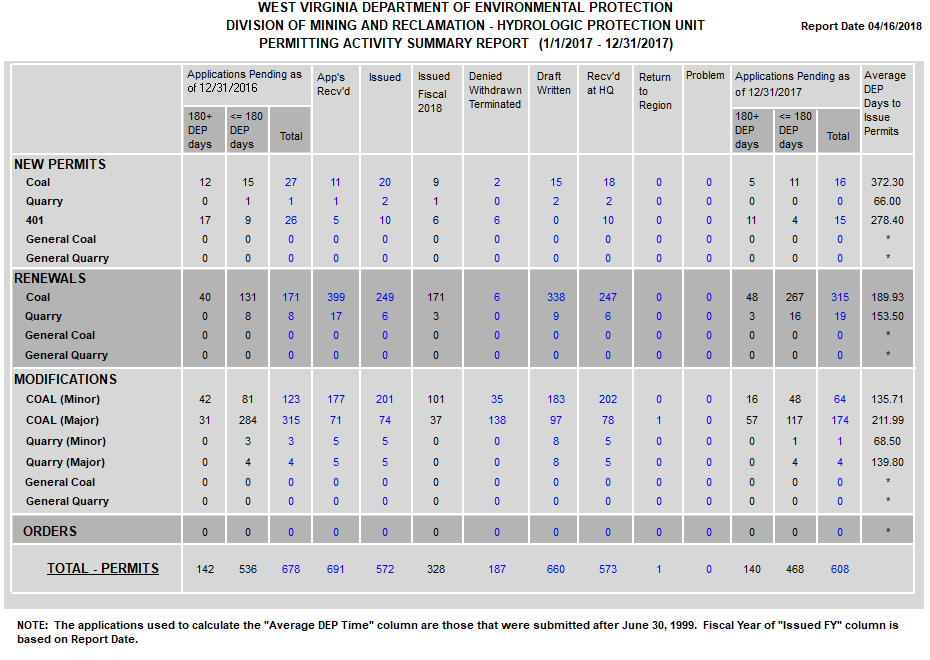 WEST VIRGINIA DEPARTMENT OF ENVIRONMENTAL PROTECTION
DIVISION OF MINING AND RECLAMATION - HYDROLOGIC PROTECTION UNIT
Report Date 04/16/2018
PERMITTING ACTIVITY SUMMARY REPORT (1/1/2017 - 12/31/2017)
Applications Pending as of 12/31/2016 App's Recv'd Issued Issued Fiscal 2018 Denied Withdrawn Terminated Draft Written Recv'd at HQ Return to Region Problem Applications Pending as of 12/31/2017 Average DEP Days to Issue Permits
180+ DEP days <= 180 DEP days Total 180+ DEP days <= 180 DEP days Total
NEW PERMITS
Coal 12 15 27 11 20 9 2 15 18 0 0 5 11 16 372.30
Quarry 0 1 1 1 2 1 0 2 2 0 0 0 0 0 66.00
401 17 9 26 5 10 6 6 0 10 0 0 11 4 15 278.40
General Coal 0 0 0 0 0 0 0 0 0 0 0 0 0 0 *
General Quarry 0 0 0 0 0 0 0 0 0 0 0 0 0 0 *
RENEWALS
Coal 40 131 171 399 249 171 6 338 247 0 0 48 267 315 189.93
Quarry 0 8 8 17 6 3 0 9 6 0 0 3 16 19 153.50
General Coal 0 0 0 0 0 0 0 0 0 0 0 0 0 0 *
General Quarry 0 0 0 0 0 0 0 0 0 0 0 0 0 0 *
MODIFICATIONS
COAL (Minor) 42 81 123 177 201 101 35 183 202 0 0 16 48 64 135.71
COAL (Major) 31 284 315 71 74 37 138 97 78 1 0 57 117 174 211.99
Quarry (Minor) 0 3 3 5 5 0 0 8 5 0 0 0 1 1 68.50
Quarry (Major) 0 4 4 5 5 0 0 8 5 0 0 0 4 4 139.80
General Coal 0 0 0 0 0 0 0 0 0 0 0 0 0 0 *
General Quarry 0 0 0 0 0 0 0 0 0 0 0 0 0 0 *
ORDERS 0 0 0 0 0 0 0 0 0 0 0 0 0 0 *
TOTAL - PERMITS 142 536 678 691 572 328 187 660 573 1 0 140 468 608
NOTE: The applications used to calculate the "Average DEP Time" column are those that were submitted after June 30, 1999. Fiscal Year of "Issued FY" column is
based on Report Date.